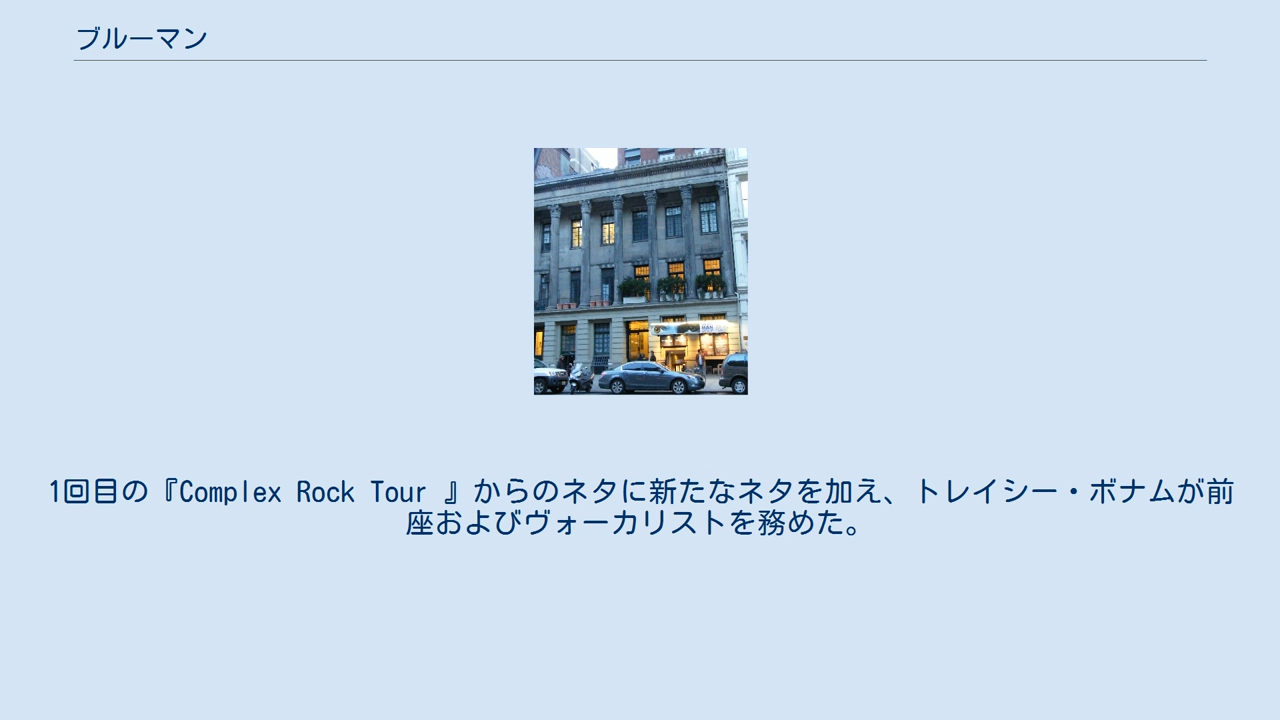 ブルーマン
MAN
1回目の『Complex Rock Tour 』からのネタに新たなネタを加え、トレイシー・ボナムが前
座およびヴォーカリストを務めた。